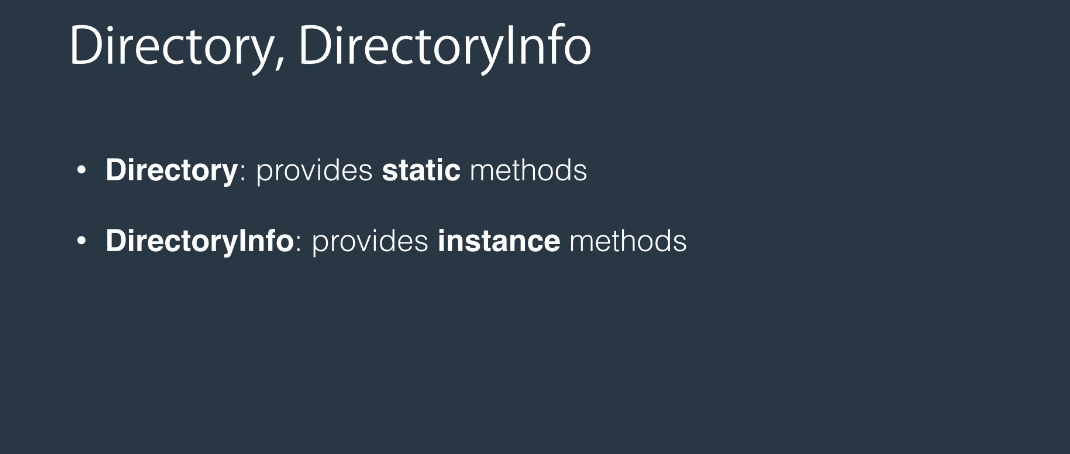 Directory, DirectoryInfo
• Directory: provides static methods
• DirectoryInfo: provides instance methods